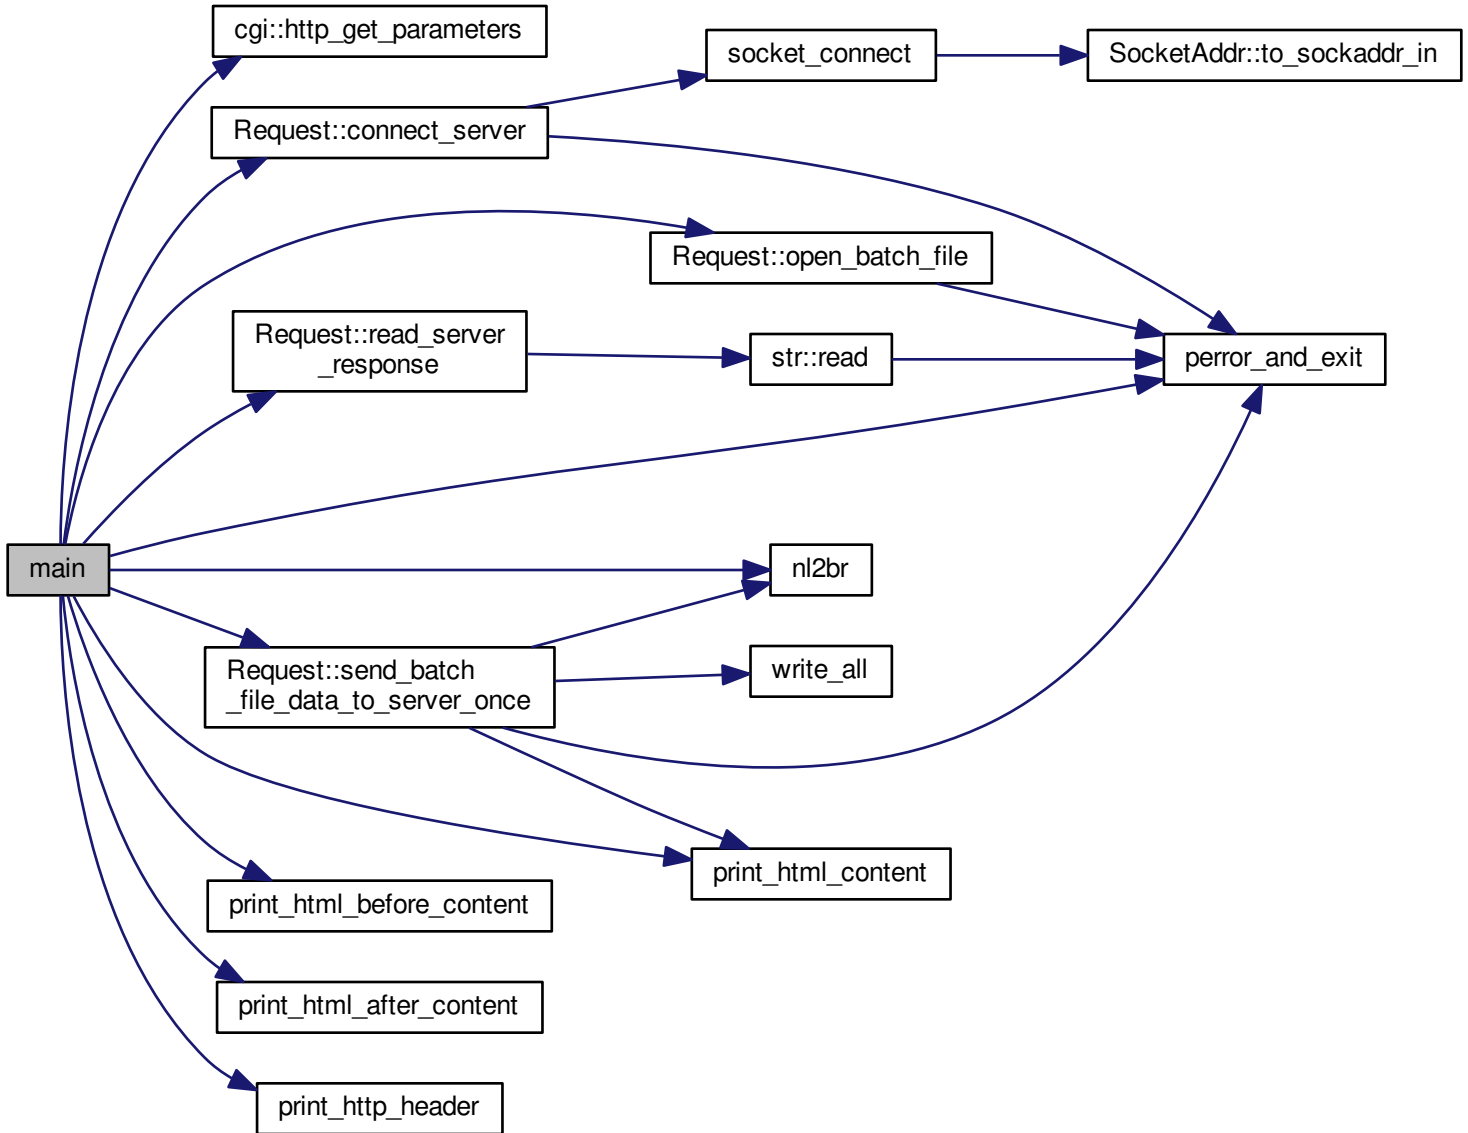 cgi::http_get_parameters
socket_connect
SocketAddr::to_sockaddr_in
Request::connect_server
Request::open_batch_file
Request::read_server
_response
str::read
perror_and_exit
main
nl2br
Request::send_batch
_file_data_to_server_once
write_all
print_html_content
print_html_before_content
print_html_after_content
print_http_header